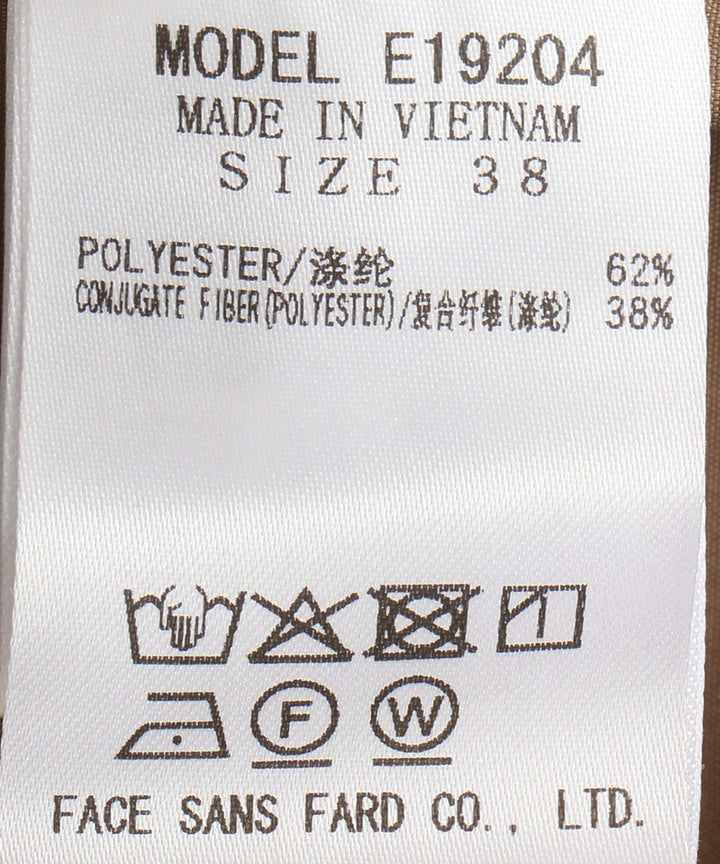 MODEL E19204
MADE IN VIETNAM
SIZE 38
POLYESTER/涤纶 62%
CONJUGATE FIBER(POLYESTER)/复合纤维(涤纶) 38%
F W
FACE SANS FARD CO., LTD.